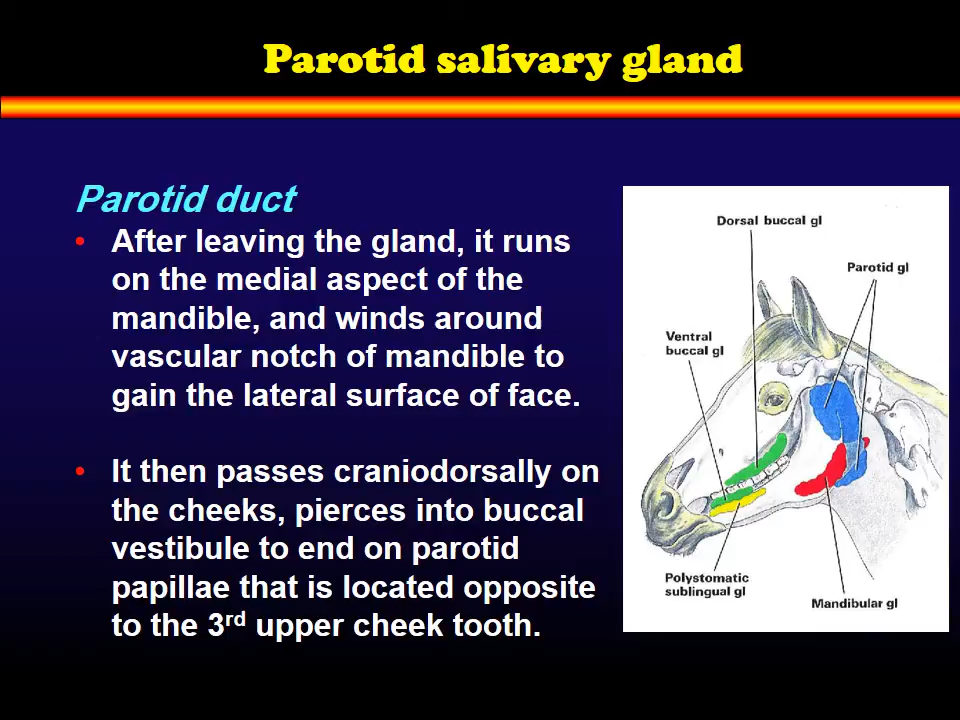 Parotid salivary gland
Parotid duct
• After leaving the gland, it runs
on the medial aspect of the
mandible, and winds around
vascular notch of mandible to
gain the lateral surface of face.
• It then passes craniodorsally on
the cheeks, pierces into buccal
vestibule to end on parotid
papillae that is located opposite
to the 3rd upper cheek tooth.
Dorsal buccal gl
Parotid gl
Ventral
buccal gl
Polystomatic
sublingual gl
Mandibular gl